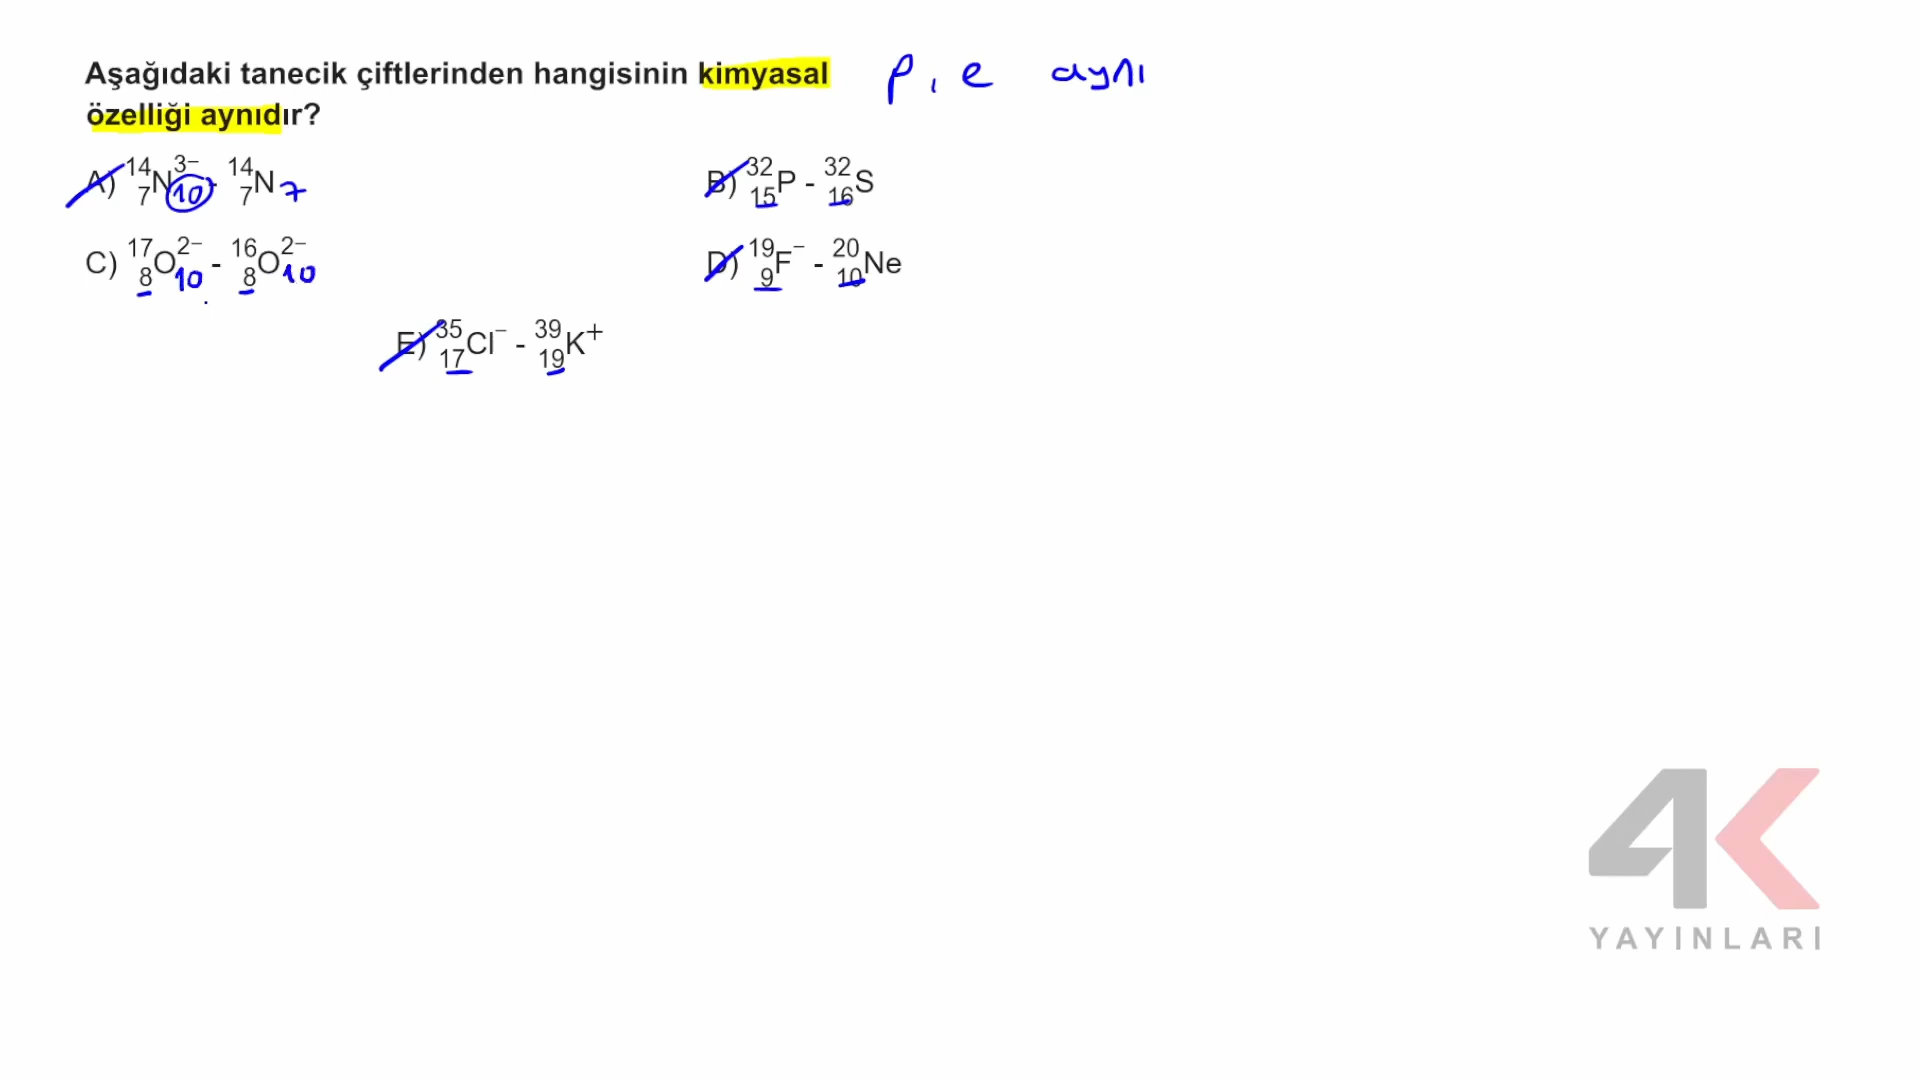 Aşağıdaki tanecik çiftlerinden hangisinin kimyasal p, e aynı
özelliği aynıdır?
A) ¹⁴₇N³⁻ 10 - ¹⁴₇N 7
B) ³²₁₅P - ³²₁₆S
C) ¹⁷₈O²⁻ 10 - ¹⁶₈O²⁻ 10
D) ¹⁹₉F⁻ - ²⁰₁₀Ne
E) ³⁵₁₇Cl⁻ - ³⁹₁₉K⁺
4K
YAYINLARI